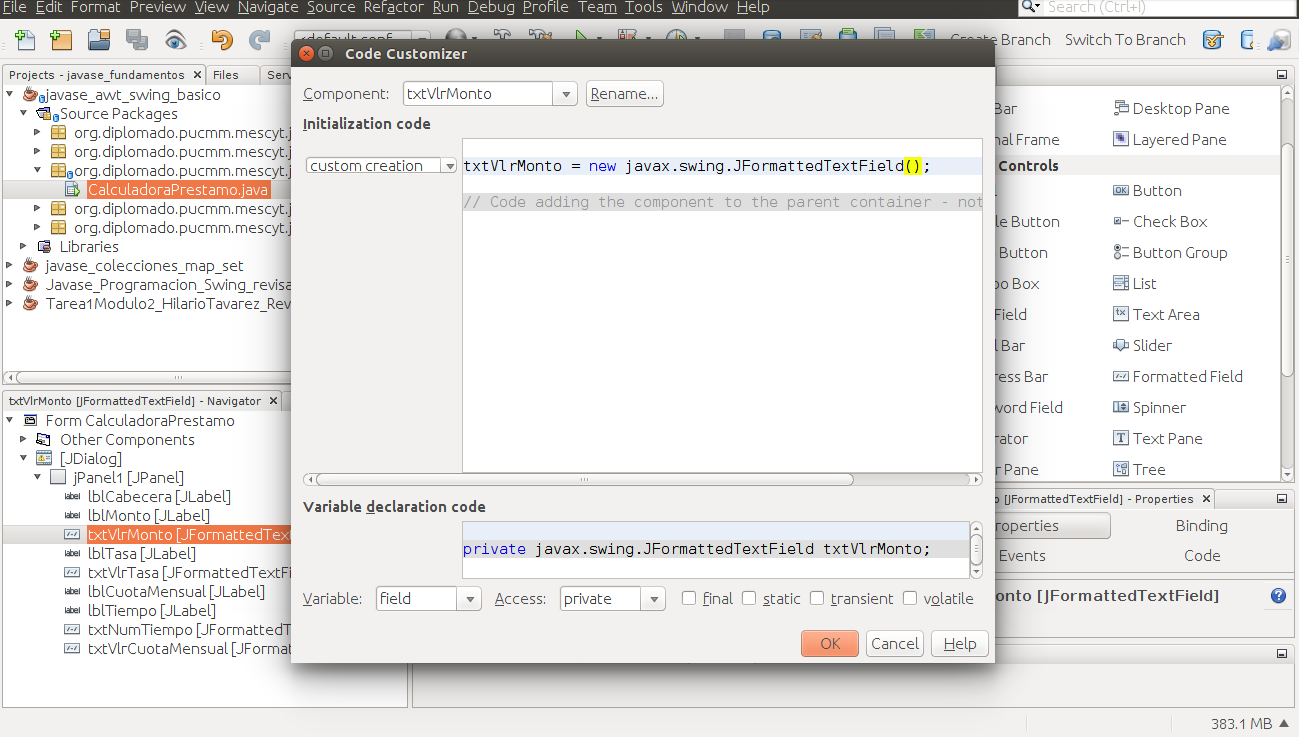 File Edit Format Preview View Navigate Source Refactor Run Debug Profile Team Tools Window Help
Search (Ctrl+I)
Create Branch Switch To Branch
Code Customizer
Projects - javase_fundamentos × Files
javase_awt_swing_basico
Source Packages
org.diplomado.pucmm.mescyt.j
org.diplomado.pucmm.mescyt.j
org.diplomado.pucmm.mescyt.j
CalculadoraPrestamo.java
org.diplomado.pucmm.mescyt.j
org.diplomado.pucmm.mescyt.j
Libraries
javase_colecciones_map_set
Java_Programacion_Swing_revisa
Tarea1Modulo2_HilarioTavarez_Rev
txtVlrMonto [JFormattedTextField] - Navigator ×
Form CalculadoraPrestamo
Other Components
[JDialog]
jPanel1 [JPanel]
lblCabecera [JLabel]
lblMonto [JLabel]
txtVlrMonto [JFormattedTex
lblTasa [JLabel]
txtVlrTasa [JFormattedTextFi
lblCuotaMensual [JLabel]
lblTiempo [JLabel]
txtNumTiempo [JFormattedT
txtVlrCuotaMensual [JForma
Component: txtVlrMonto Rename...
Initialization code
custom creation
txtVlrMonto = new javax.swing.JFormattedTextField();
// Code adding the component to the parent container - not
Variable declaration code
private javax.swing.JFormattedTextField txtVlrMonto;
Variable: field Access: private final static transient volatile
OK Cancel Help
Bar Desktop Pane
nal Frame Layered Pane
Controls
OK Button
le Button Check Box
Button Button Group
oo Box List
Field Text Area
l Bar Slider
ress Bar Formatted Field
word Field Spinner
rator Text Pane
r Pane Tree
o [JFormattedTextField] - Properties ×
roperties Binding
Events Code
onto [JFormattedTextField]
383.1 MB